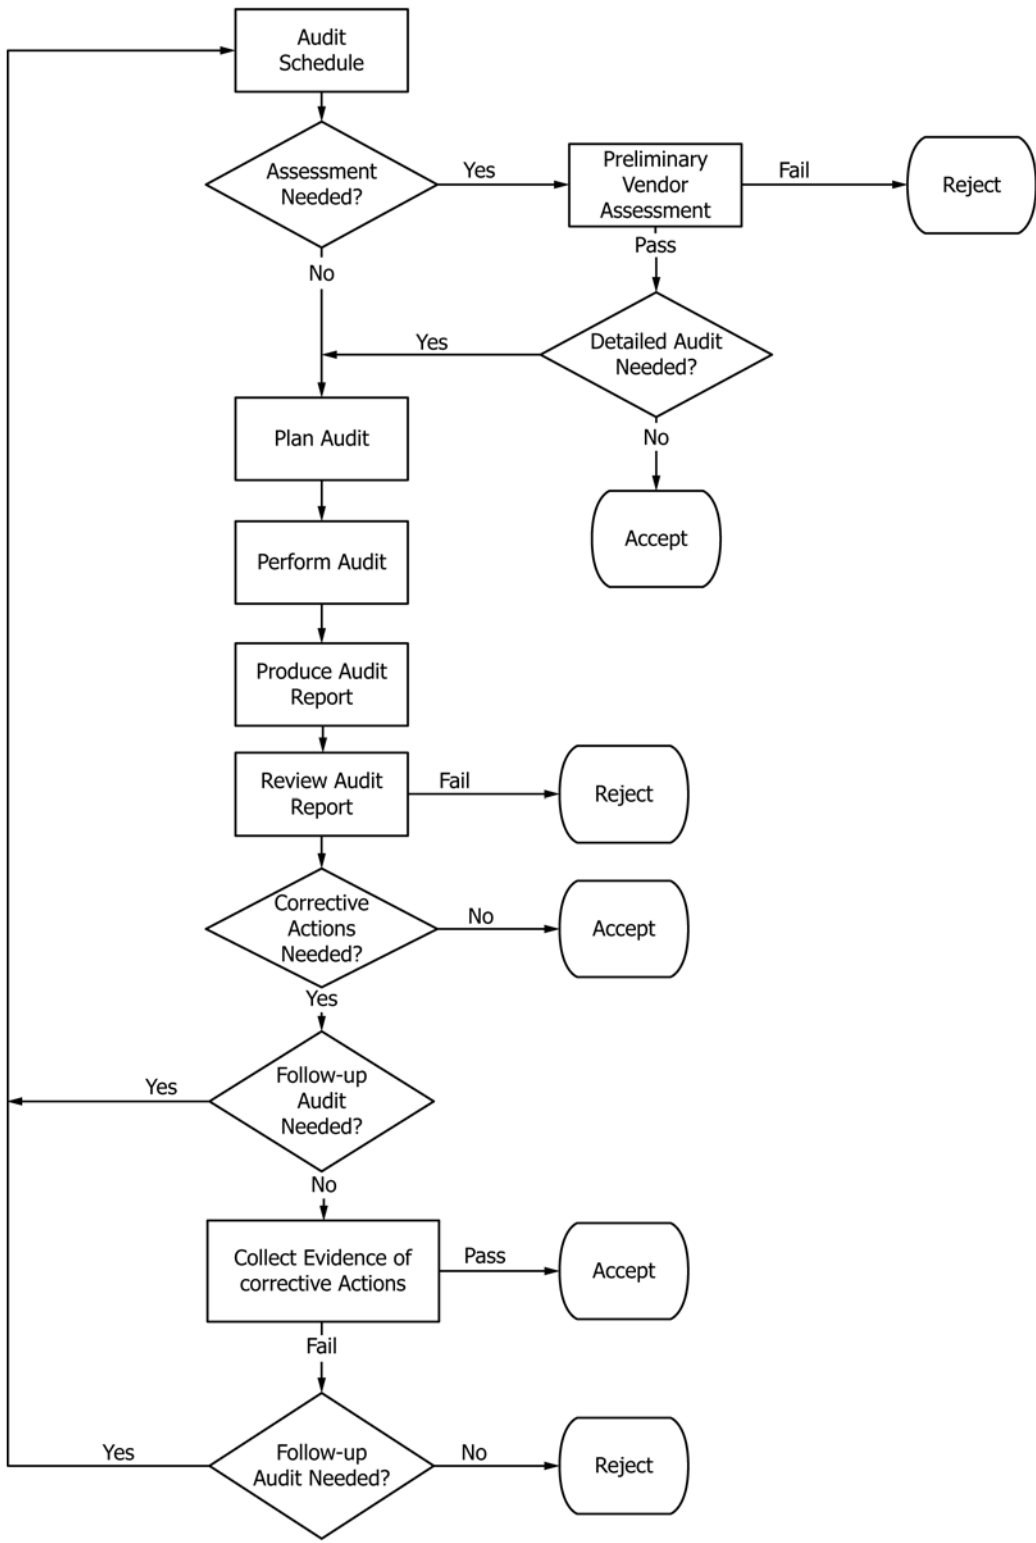 Audit
Schedule
Assessment
Needed?
Yes
Preliminary
Vendor
Assessment
Fail
Reject
No
Pass
Yes
Detailed Audit
Needed?
No
Accept
Plan Audit
Perform Audit
Produce Audit
Report
Review Audit
Report
Fail
Reject
Corrective
Actions
Needed?
No
Accept
Yes
Follow-up
Audit
Needed?
Yes
No
Collect Evidence of
corrective Actions
Pass
Accept
Fail
Follow-up
Audit Needed?
Yes
No
Reject